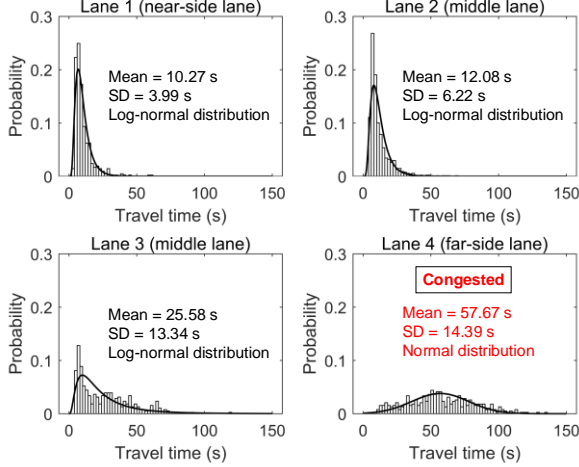 Lane 1 (near-side lane)
0.3
0.2
0.1
0
Probability
Mean = 10.27 s
SD = 3.99 s
Log-normal distribution
0 50 100 150
Travel time (s)
Lane 2 (middle lane)
0.3
0.2
0.1
0
Probability
Mean = 12.08 s
SD = 6.22 s
Log-normal distribution
0 50 100 150
Travel time (s)
Lane 3 (middle lane)
0.3
0.2
0.1
0
Probability
Mean = 25.58 s
SD = 13.34 s
Log-normal distribution
0 50 100 150
Travel time (s)
Lane 4 (far-side lane)
0.3
0.2
0.1
0
Probability
Congested
Mean = 57.67 s
SD = 14.39 s
Normal distribution
0 50 100 150
Travel time (s)